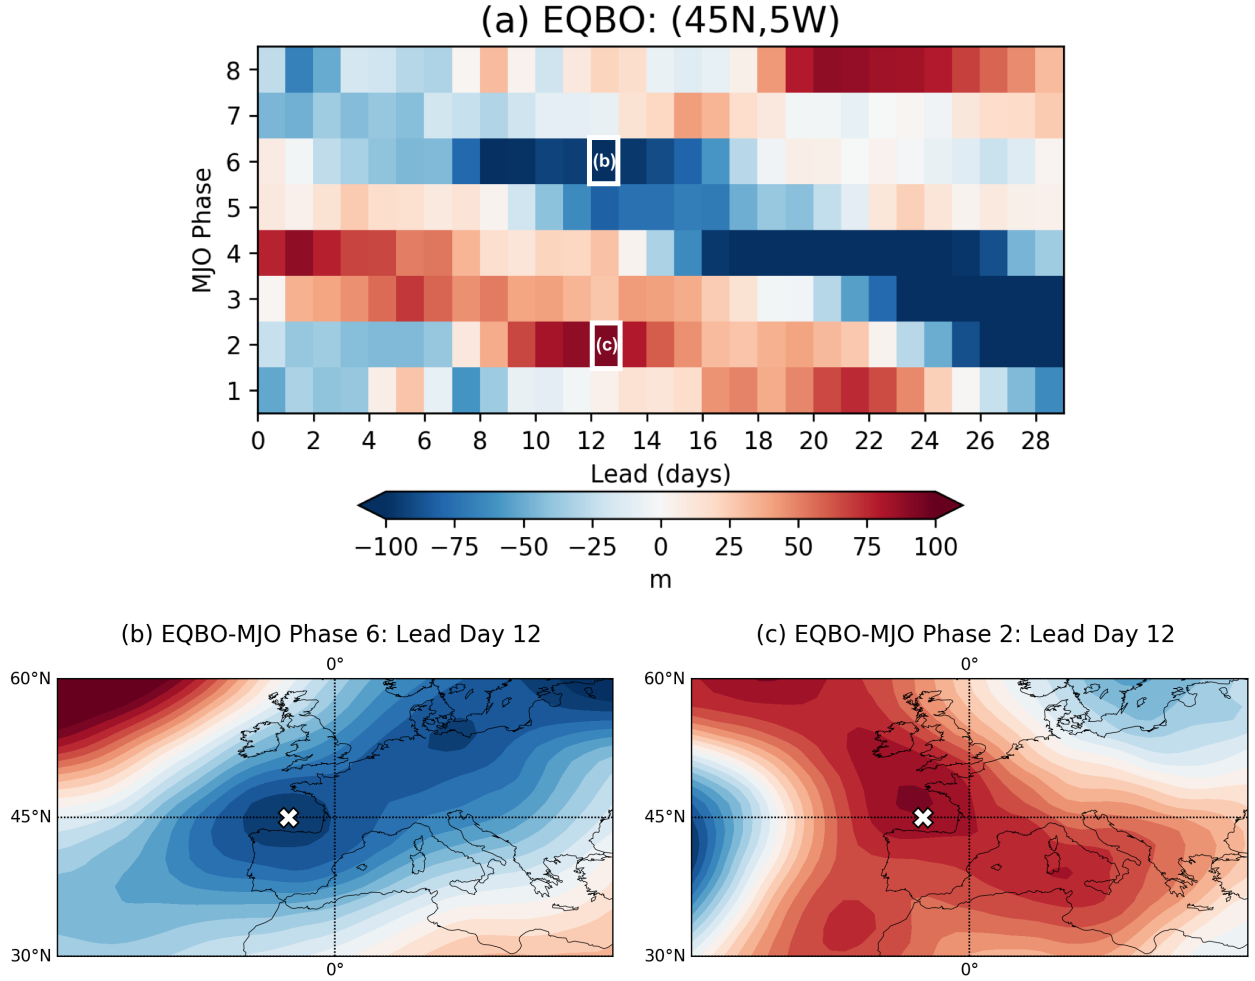 (a) EQBO: (45N,5W)
MJO Phase
8
7
6
5
4
3
2
1
(b)
(c)
0 2 4 6 8 10 12 14 16 18 20 22 24 26 28
Lead (days)
−100 −75 −50 −25 0 25 50 75 100
m
(b) EQBO-MJO Phase 6: Lead Day 12
0°
60°N
45°N
30°N
0°
(c) EQBO-MJO Phase 2: Lead Day 12
0°
60°N
45°N
30°N
0°